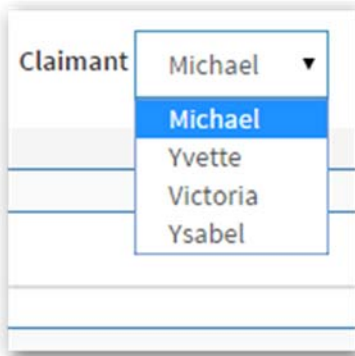 Claimant Michael ▼
Michael
Yvette
Victoria
Ysabel